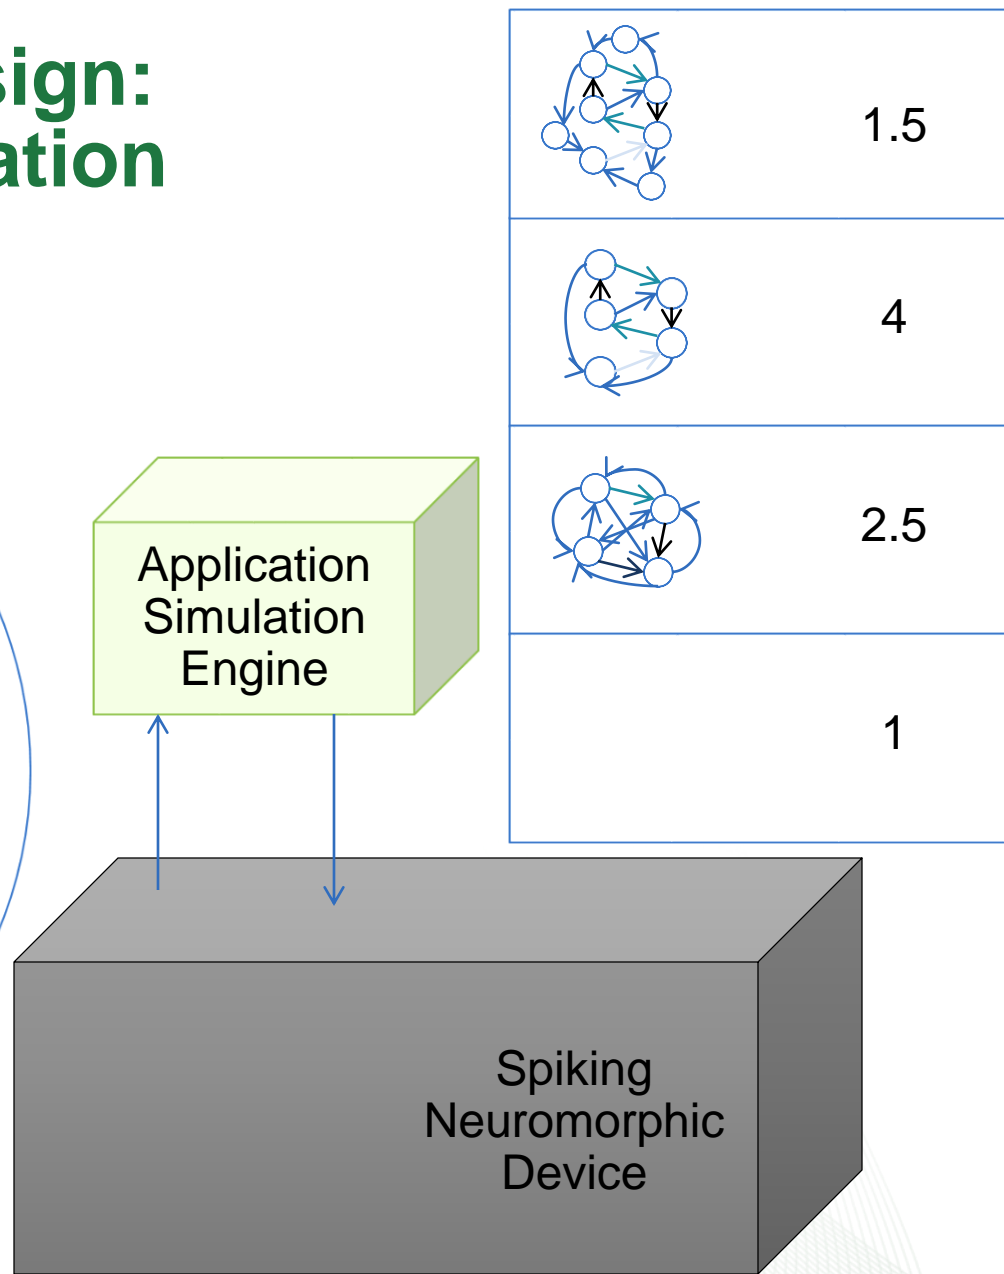 sign:
ation
1.5
4
2.5
1
Application
Simulation
Engine
Spiking
Neuromorphic
Device